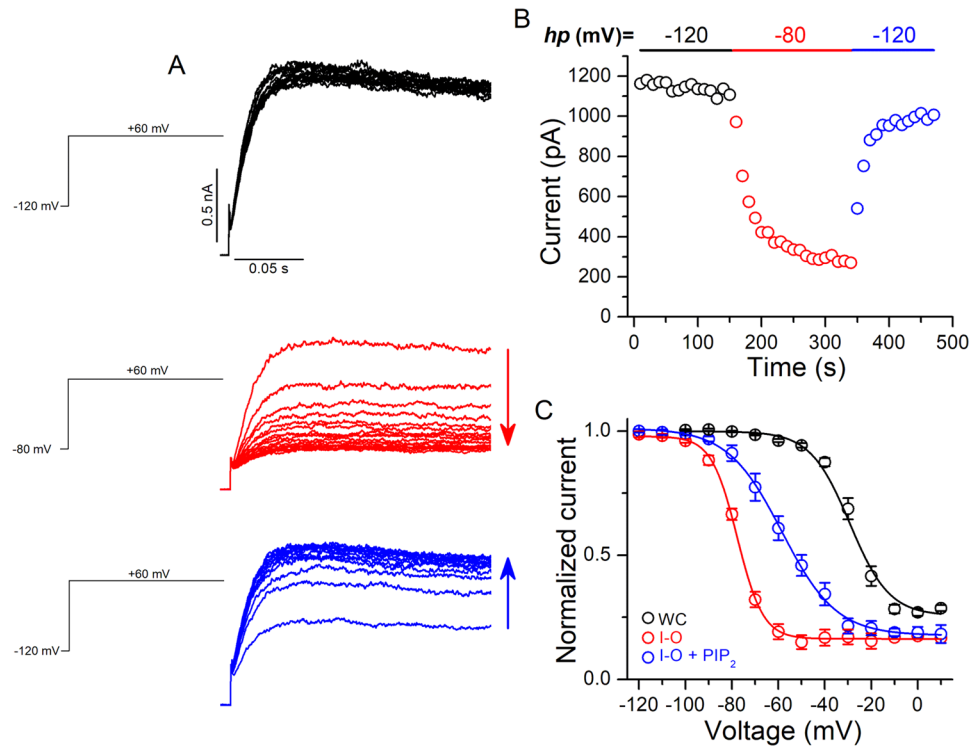 A
+60 mV
-120 mV
0.5 nA
0.05 s
+60 mV
-80 mV
+60 mV
-120 mV
B
hp (mV)= -120 -80 -120
1200
1000
800
600
400
200
0
Current (pA)
0 100 200 300 400 500
Time (s)
C
1.0
0.5
0.0
Normalized current
WC
I-O
I-O + PIP₂
-120 -100 -80 -60 -40 -20 0
Voltage (mV)